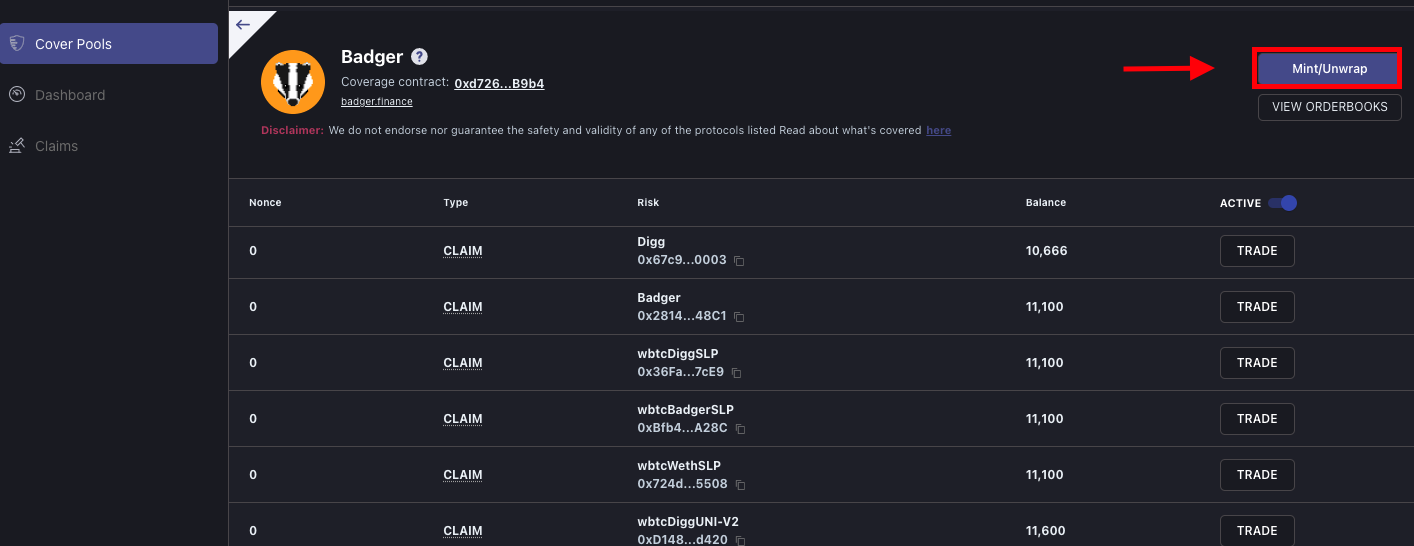 Cover Pools
Dashboard
Claims
Badger ?
Coverage contract: 0xd726...B9b4
badger.finance
Disclaimer: We do not endorse nor guarantee the safety and validity of any of the protocols listed Read about what's covered here
Mint/Unwrap
VIEW ORDERBOOKS
Nonce Type Risk Balance ACTIVE
0 CLAIM Digg 10,666 TRADE
0x67c9...0003
0 CLAIM Badger 11,100 TRADE
0x2814...48C1
0 CLAIM wbtcDiggSLP 11,100 TRADE
0x36Fa...7cE9
0 CLAIM wbtcBadgerSLP 11,100 TRADE
0xBfb4...A28C
0 CLAIM wbtcWethSLP 11,100 TRADE
0x724d...5508
0 CLAIM wbtcDiggUNI-V2 11,600 TRADE
0xD148...d420